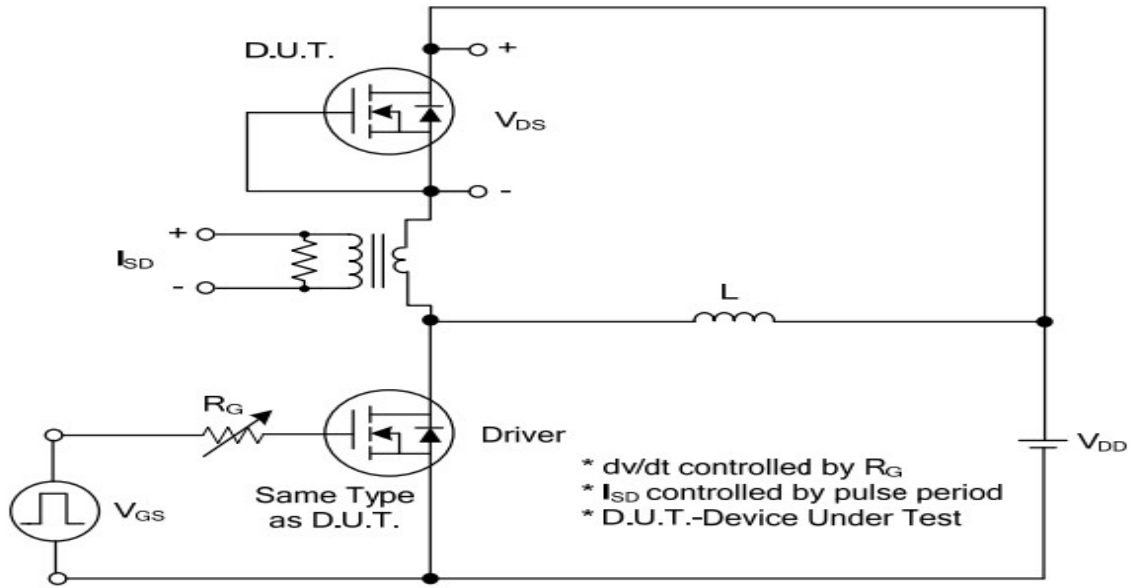 D.U.T.
+
VDS
-
+
ISD
-
L
RG
Driver
VDD
VGS
Same Type
as D.U.T.
* dv/dt controlled by RG
* ISD controlled by pulse period
* D.U.T.-Device Under Test